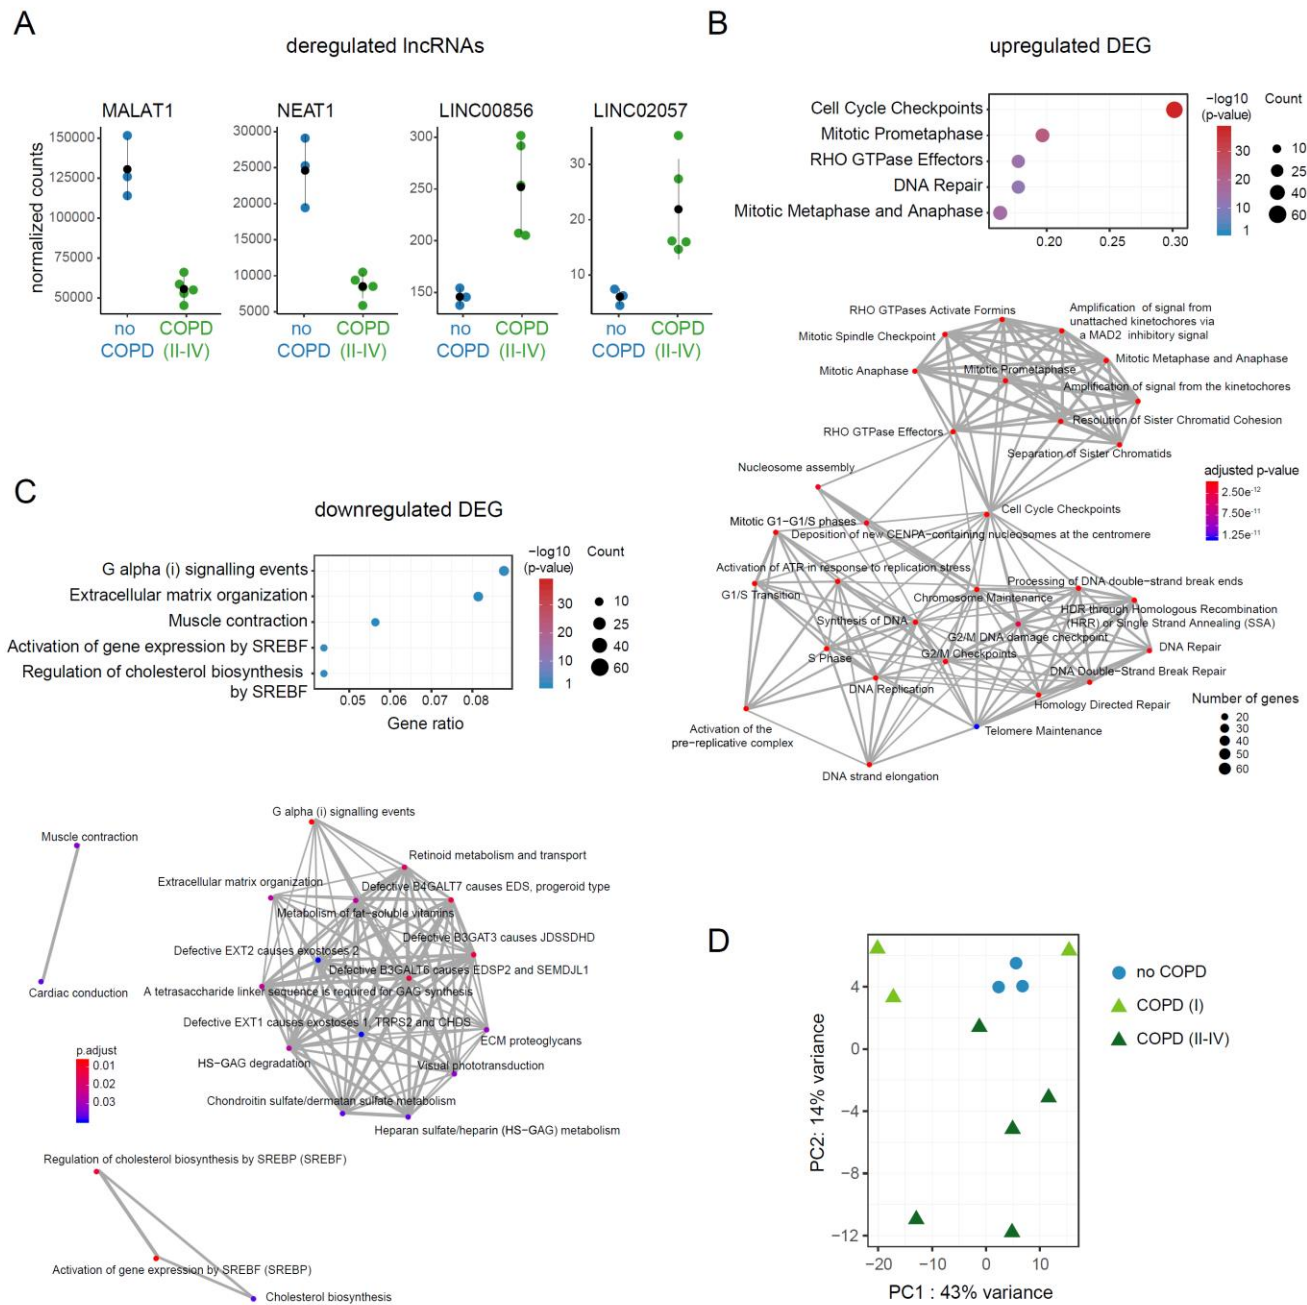 A
deregulated lncRNAs
MALAT1
NEAT1
LINC00856
LINC02057
normalized counts
150000
125000
100000
75000
50000
30000
25000
20000
15000
10000
5000
300
250
200
150
30
20
10
no
COPD
COPD
(II-IV)
no
COPD
COPD
(II-IV)
no
COPD
COPD
(II-IV)
no
COPD
COPD
(II-IV)
B
upregulated DEG
Cell Cycle Checkpoints
Mitotic Prometaphase
RHO GTPase Effectors
DNA Repair
Mitotic Metaphase and Anaphase
0.20
0.25
0.30
−log10
(p-value)
30
20
10
1
Count
10
25
40
60
RHO GTPases Activate Formins
Amplification of signal from
unattached kinetochores via
a MAD2 inhibitory signal
Mitotic Spindle Checkpoint
Mitotic Metaphase and Anaphase
Mitotic Anaphase
Mitotic Prometaphase
Amplification of signal from the kinetochores
Resolution of Sister Chromatid Cohesion
RHO GTPase Effectors
Separation of Sister Chromatids
Nucleosome assembly
Cell Cycle Checkpoints
Mitotic G1−G1/S phases
Deposition of new CENPA−containing nucleosomes at the centromere
Activation of ATR in response to replication stress
Processing of DNA double−strand break ends
G1/S Transition
Chromosome Maintenance
HDR through Homologous Recombination
(HRR) or Single Strand Annealing (SSA)
Synthesis of DNA
G2/M DNA damage checkpoint
DNA Repair
S Phase
G2/M Checkpoints
DNA Double−Strand Break Repair
DNA Replication
Homology Directed Repair
Activation of the
pre−replicative complex
Telomere Maintenance
DNA strand elongation
adjusted p-value
2.50e-12
7.50e-11
1.25e-11
Number of genes
20
30
40
50
60
C
downregulated DEG
G alpha (i) signalling events
Extracellular matrix organization
Muscle contraction
Activation of gene expression by SREBF
Regulation of cholesterol biosynthesis
by SREBF
0.05
0.06
0.07
0.08
Gene ratio
−log10
(p-value)
30
20
10
1
Count
10
25
40
60
G alpha (i) signalling events
Muscle contraction
Retinoid metabolism and transport
Extracellular matrix organization
Defective B4GALT7 causes EDS, progeroid type
Metabolism of fat−soluble vitamins
Defective B3GAT3 causes JDSSDHD
Defective EXT2 causes exostoses 2
Defective B3GALT6 causes EDSP2 and SEMDJL1
Cardiac conduction
A tetrasaccharide linker sequence is required for GAG synthesis
Defective EXT1 causes exostoses 1, TRPS2 and CHDS
ECM proteoglycans
HS−GAG degradation
Visual phototransduction
Chondroitin sulfate/dermatan sulfate metabolism
Heparan sulfate/heparin (HS−GAG) metabolism
p.adjust
0.01
0.02
0.03
Regulation of cholesterol biosynthesis by SREBP (SREBF)
Activation of gene expression by SREBF (SREBP)
Cholesterol biosynthesis
D
PC2: 14% variance
4
0
−4
−8
−12
−20
−10
0
10
PC1 : 43% variance
no COPD
COPD (I)
COPD (II-IV)